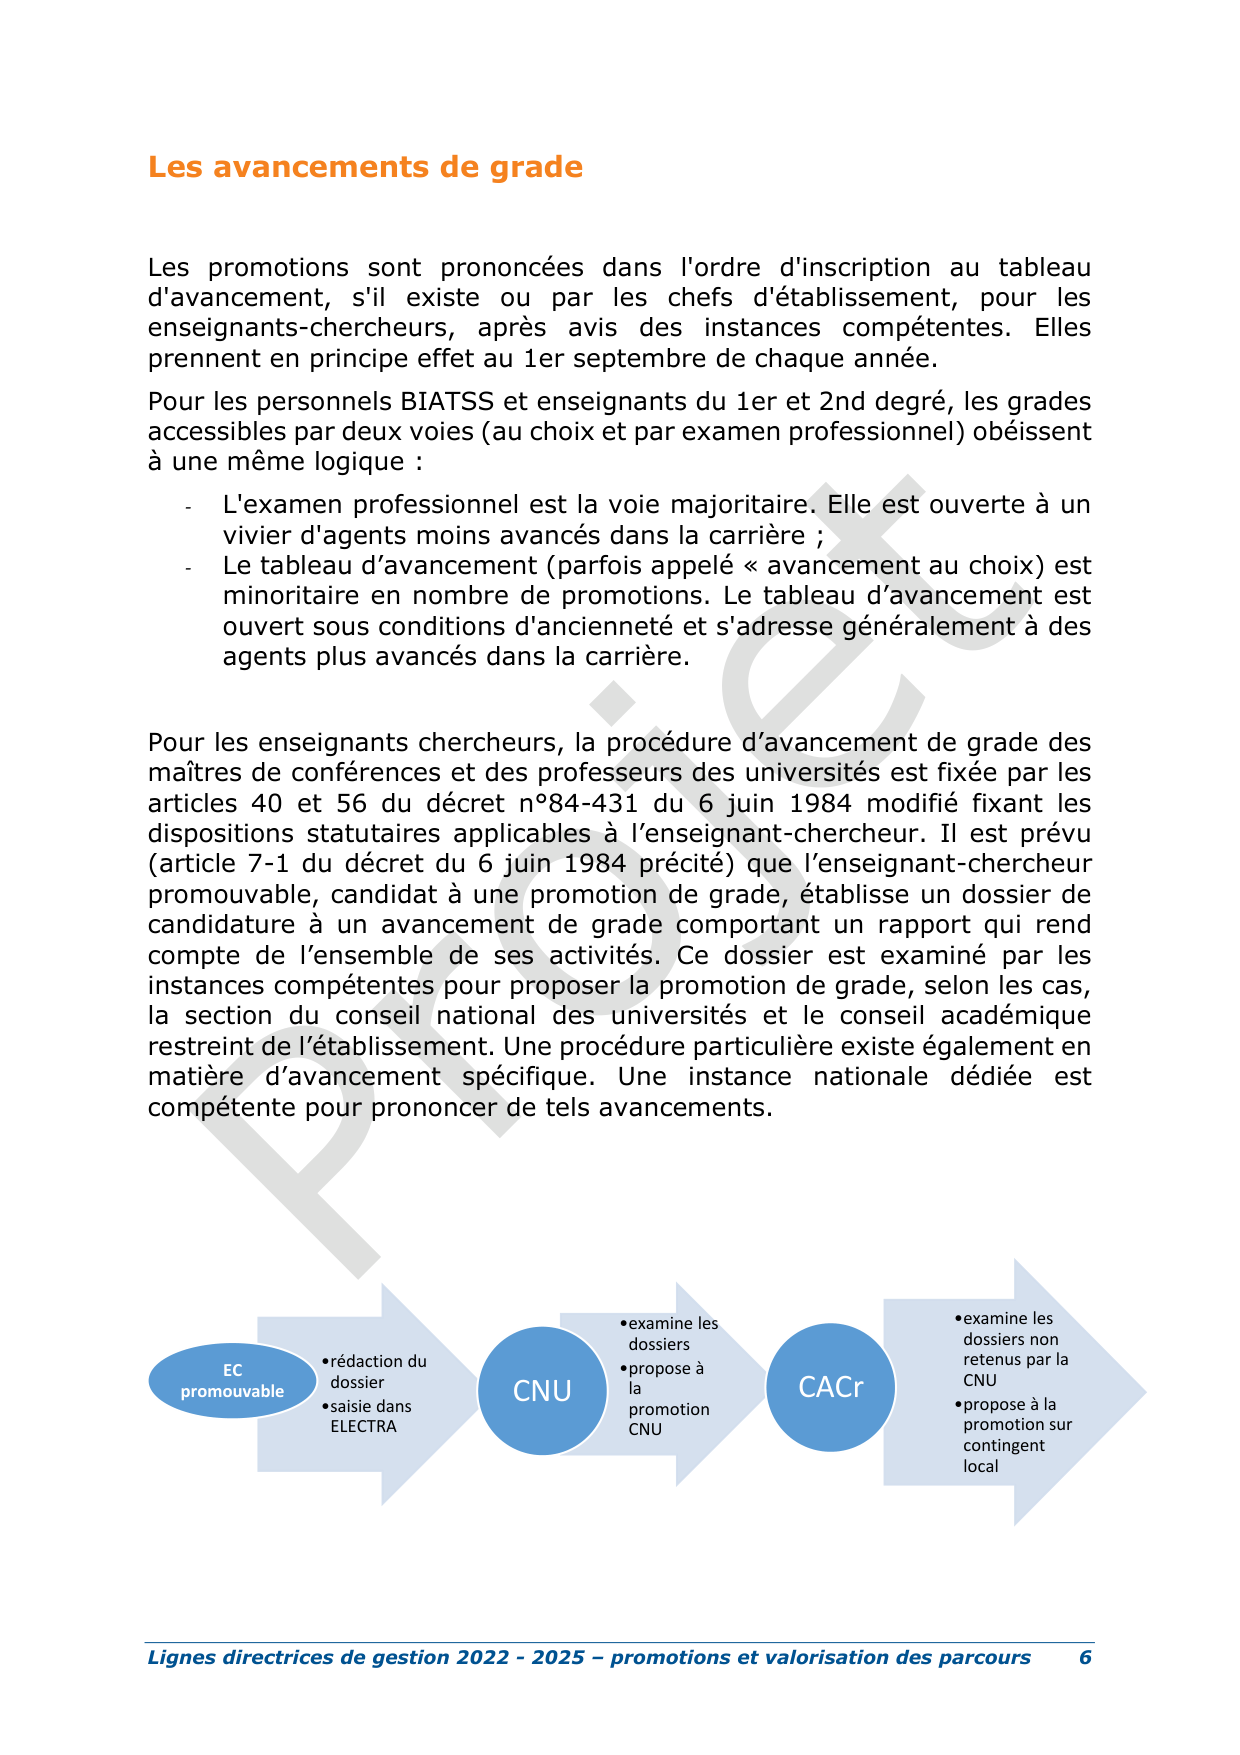 Les avancements de grade
Les promotions sont prononcées dans l'ordre d'inscription au tableau
d'avancement, s'il existe ou par les chefs d'établissement, pour les
enseignants-chercheurs, après avis des instances compétentes. Elles
prennent en principe effet au 1er septembre de chaque année.
Pour les personnels BIATSS et enseignants du 1er et 2nd degré, les grades
accessibles par deux voies (au choix et par examen professionnel) obéissent
à une même logique :
- L'examen professionnel est la voie majoritaire. Elle est ouverte à un
vivier d'agents moins avancés dans la carrière ;
- Le tableau d’avancement (parfois appelé « avancement au choix) est
minoritaire en nombre de promotions. Le tableau d’avancement est
ouvert sous conditions d'ancienneté et s'adresse généralement à des
agents plus avancés dans la carrière.
Pour les enseignants chercheurs, la procédure d’avancement de grade des
maîtres de conférences et des professeurs des universités est fixée par les
articles 40 et 56 du décret n°84-431 du 6 juin 1984 modifié fixant les
dispositions statutaires applicables à l’enseignant-chercheur. Il est prévu
(article 7-1 du décret du 6 juin 1984 précité) que l’enseignant-chercheur
promouvable, candidat à une promotion de grade, établisse un dossier de
candidature à un avancement de grade comportant un rapport qui rend
compte de l’ensemble de ses activités. Ce dossier est examiné par les
instances compétentes pour proposer la promotion de grade, selon les cas,
la section du conseil national des universités et le conseil académique
restreint de l’établissement. Une procédure particulière existe également en
matière d’avancement spécifique. Une instance nationale dédiée est
compétente pour prononcer de tels avancements.
Projet
EC
promouvable
•rédaction du
dossier
•saisie dans
ELECTRA
CNU
•examine les
dossiers
•propose à
la
promotion
CNU
CACr
•examine les
dossiers non
retenus par la
CNU
•propose à la
promotion sur
contingent
local
Lignes directrices de gestion 2022 - 2025 – promotions et valorisation des parcours 6